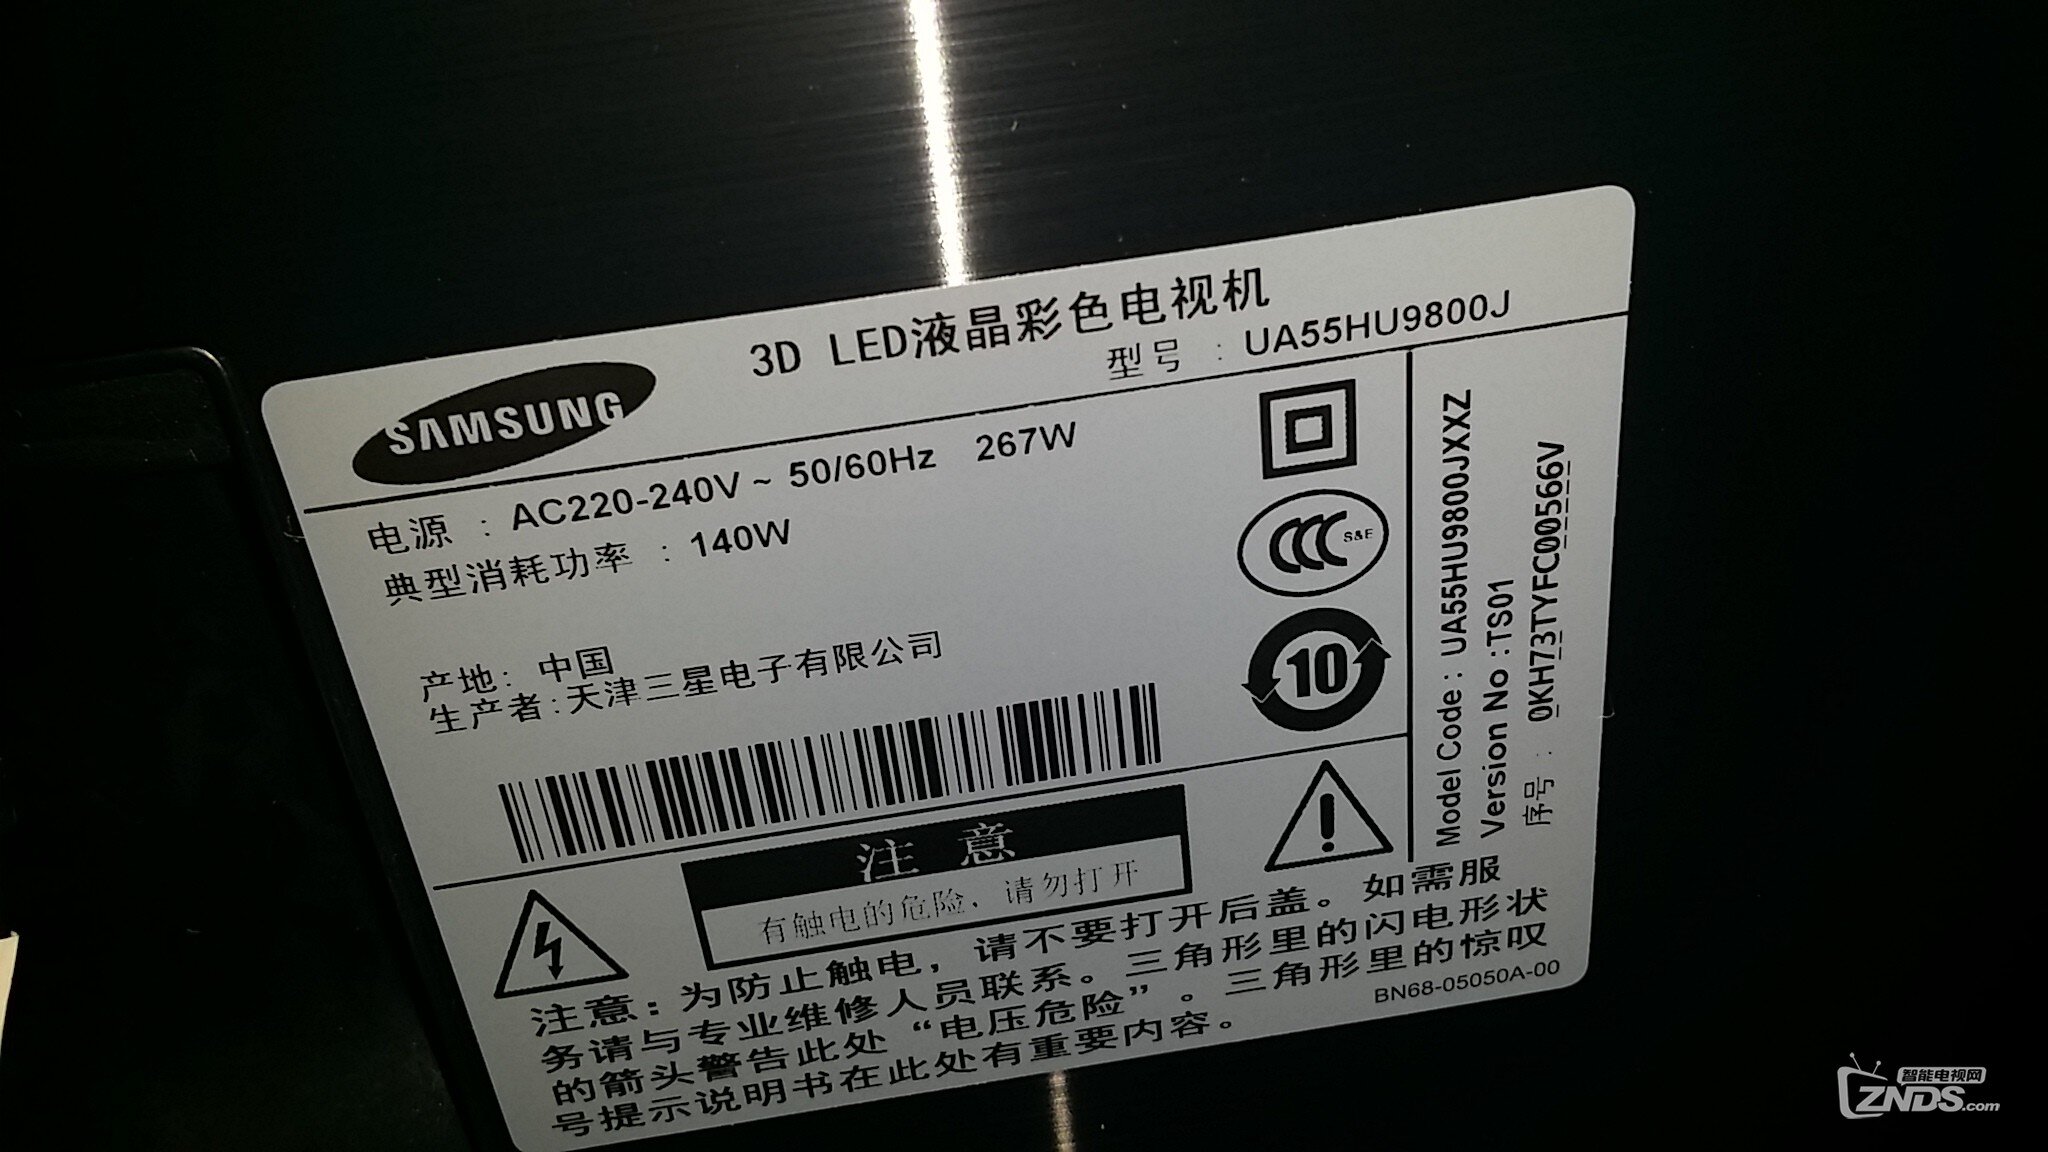 SAMSUNG
3D LED液晶彩色电视机
型号 : UA55HU9800J
电源 : AC220-240V ~ 50/60Hz 267W
典型消耗功率 : 140W
产地: 中国
生产者:天津三星电子有限公司
CCC S&E
10
Model Code : UA55HU9800JXXZ
Version No :TS01
序号 : 0KH73TYFC00566V
注 意
有触电的危险, 请勿打开
注意: 为防止触电, 请不要打开后盖。如需服
务请与专业维修人员联系。三角形里的闪电形状
的箭头警告此处“电压危险”。三角形里的惊叹
号提示说明书在此处有重要内容。
BN68-05050A-00
智能电视网
ZNDS.com